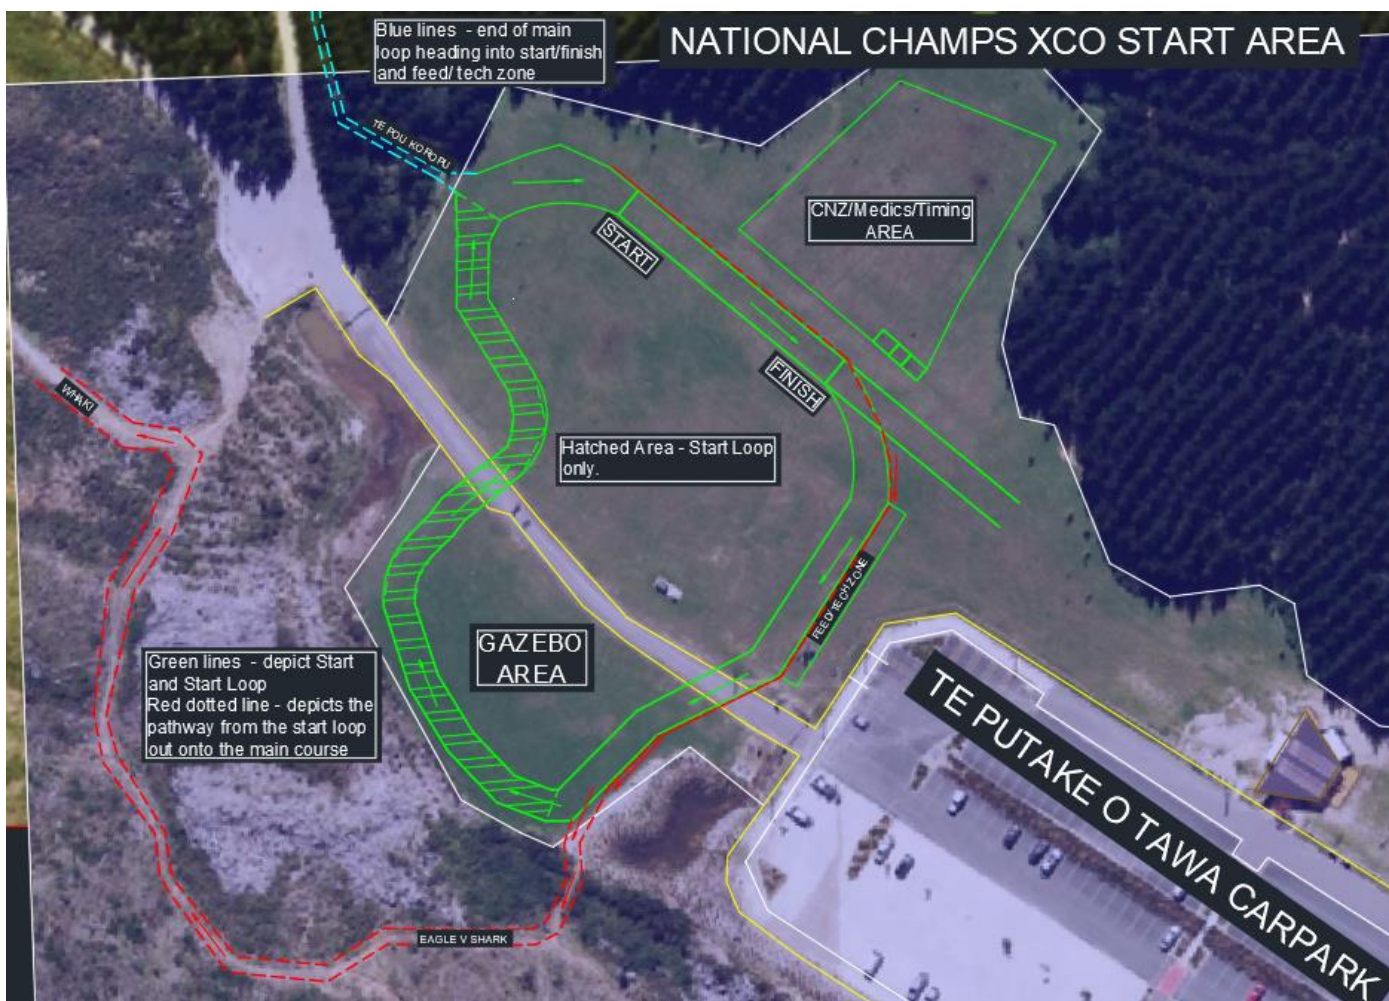 NATIONAL CHAMPS XCO START AREA
Blue lines - end of main
loop heading into start/finish
and feed/ tech zone
TE POU KOROPU
CNZ/Medics/Timing
AREA
START
FINISH
WHAKI
Hatched Area - Start Loop
only.
FEED/TECH ZONE
GAZEBO
AREA
Green lines - depict Start
and Start Loop
Red dotted line - depicts the
pathway from the start loop
out onto the main course
TE PUTAKE O TAWA CARPARK
EAGLE V SHARK